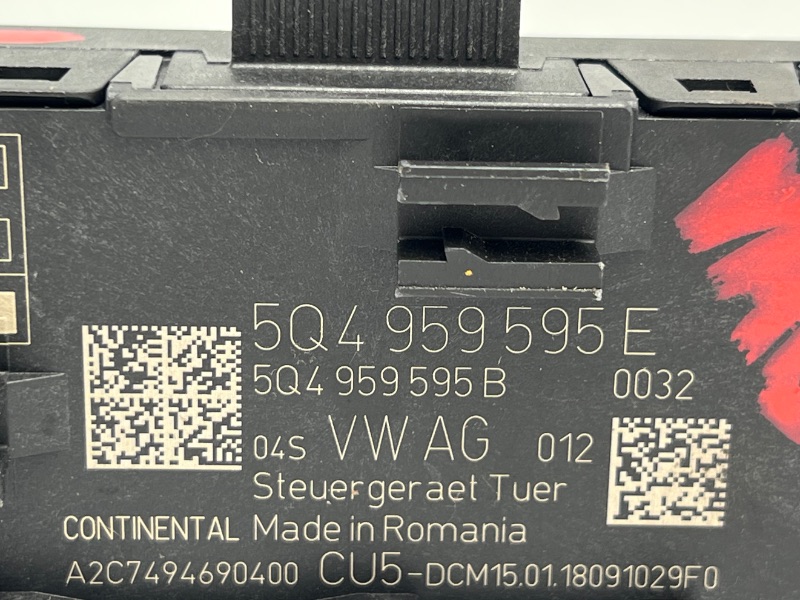 5Q4 959 595 E
5Q4 959 595 B 0032
04S VW AG 012
Steuergeraet Tuer
CONTINENTAL Made in Romania
A2C7494690400 CU5-DCM15.01.18091029F0